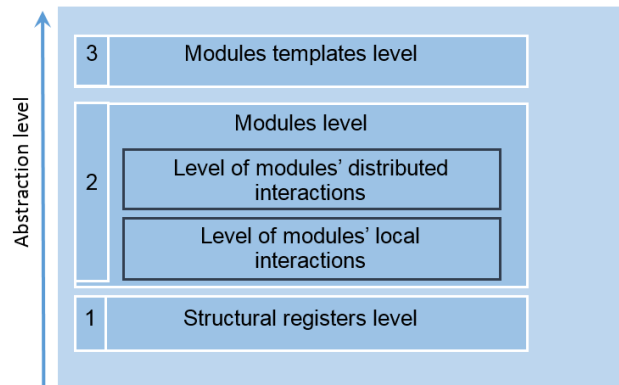 Abstraction level
3 Modules templates level
2
Modules level
Level of modules' distributed
interactions
Level of modules' local
interactions
1 Structural registers level